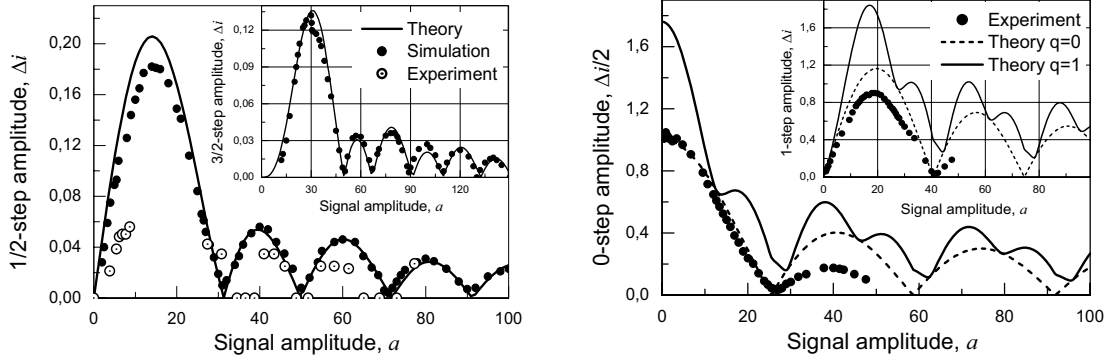 1/2-step amplitude, Δi
0,20
0,16
0,12
0,08
0,04
0,00
0 20 40 60 80 100
Signal amplitude, a
3/2-step amplitude, Δi
0,12
0,09
0,06
0,03
0,00
0 30 60 90 120
Signal amplitude, a
Theory
Simulation
Experiment
0-step amplitude, Δi/2
1,6
1,2
0,8
0,4
0,0
0 20 40 60 80 100
Signal amplitude, a
1-step amplitude, Δi
1,6
1,2
0,8
0,4
0,0
0 20 40 60 80
Signal amplitude, a
Experiment
Theory q=0
Theory q=1